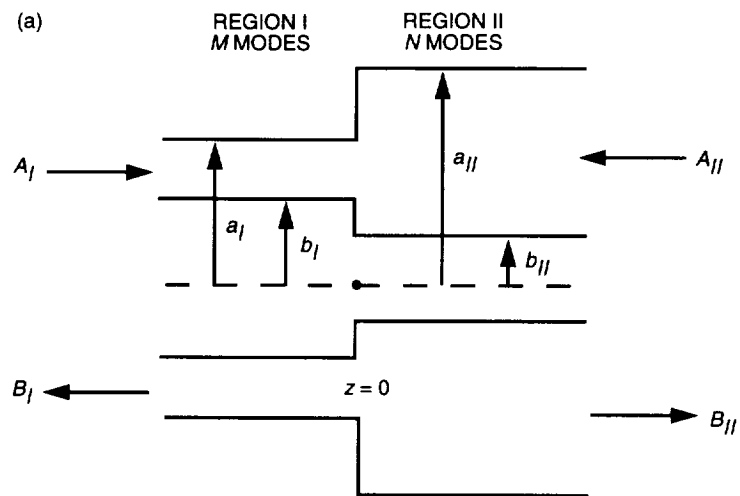 (a)
REGION I REGION II
M MODES N MODES
A_I
a_I
b_I
a_II
A_II
b_II
B_I
z = 0
B_II